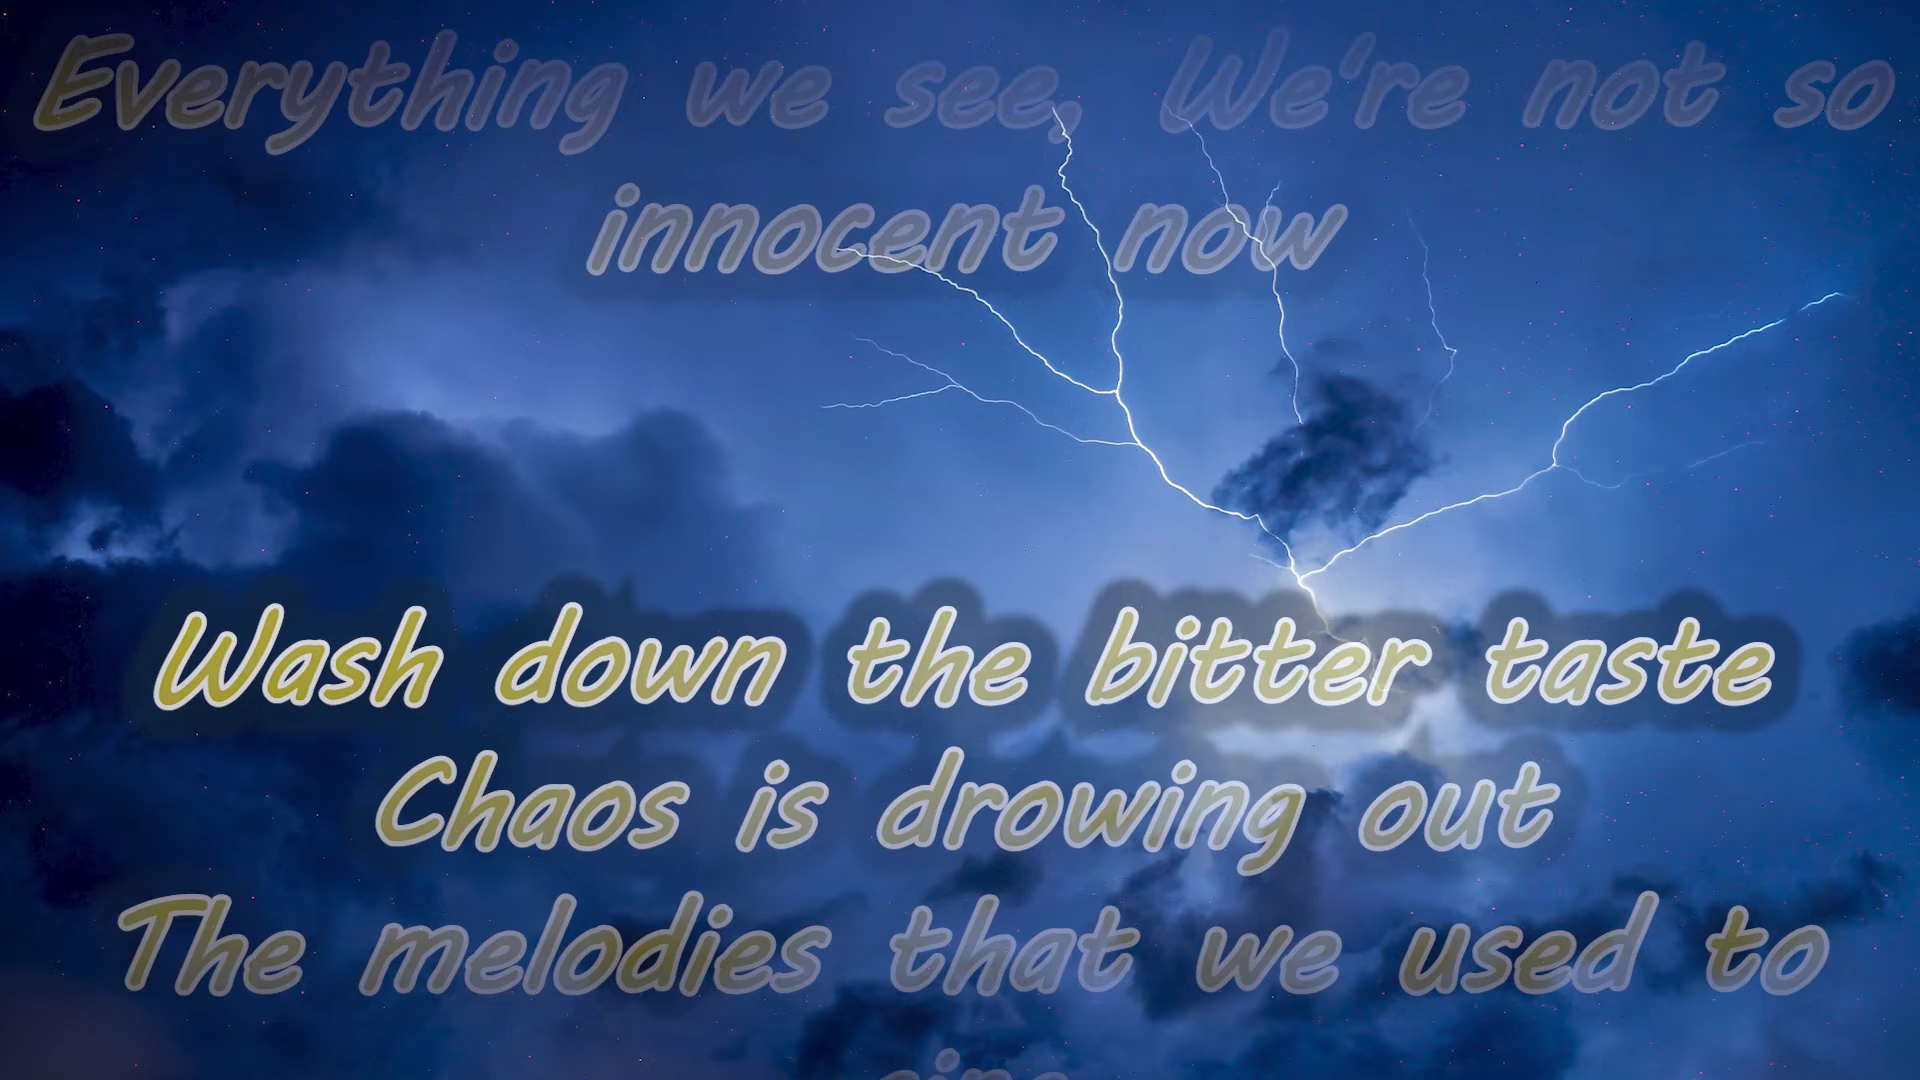 Everything we see, We're not so
innocent now
Wash down the bitter taste
Chaos is drowing out
The melodies that we used to